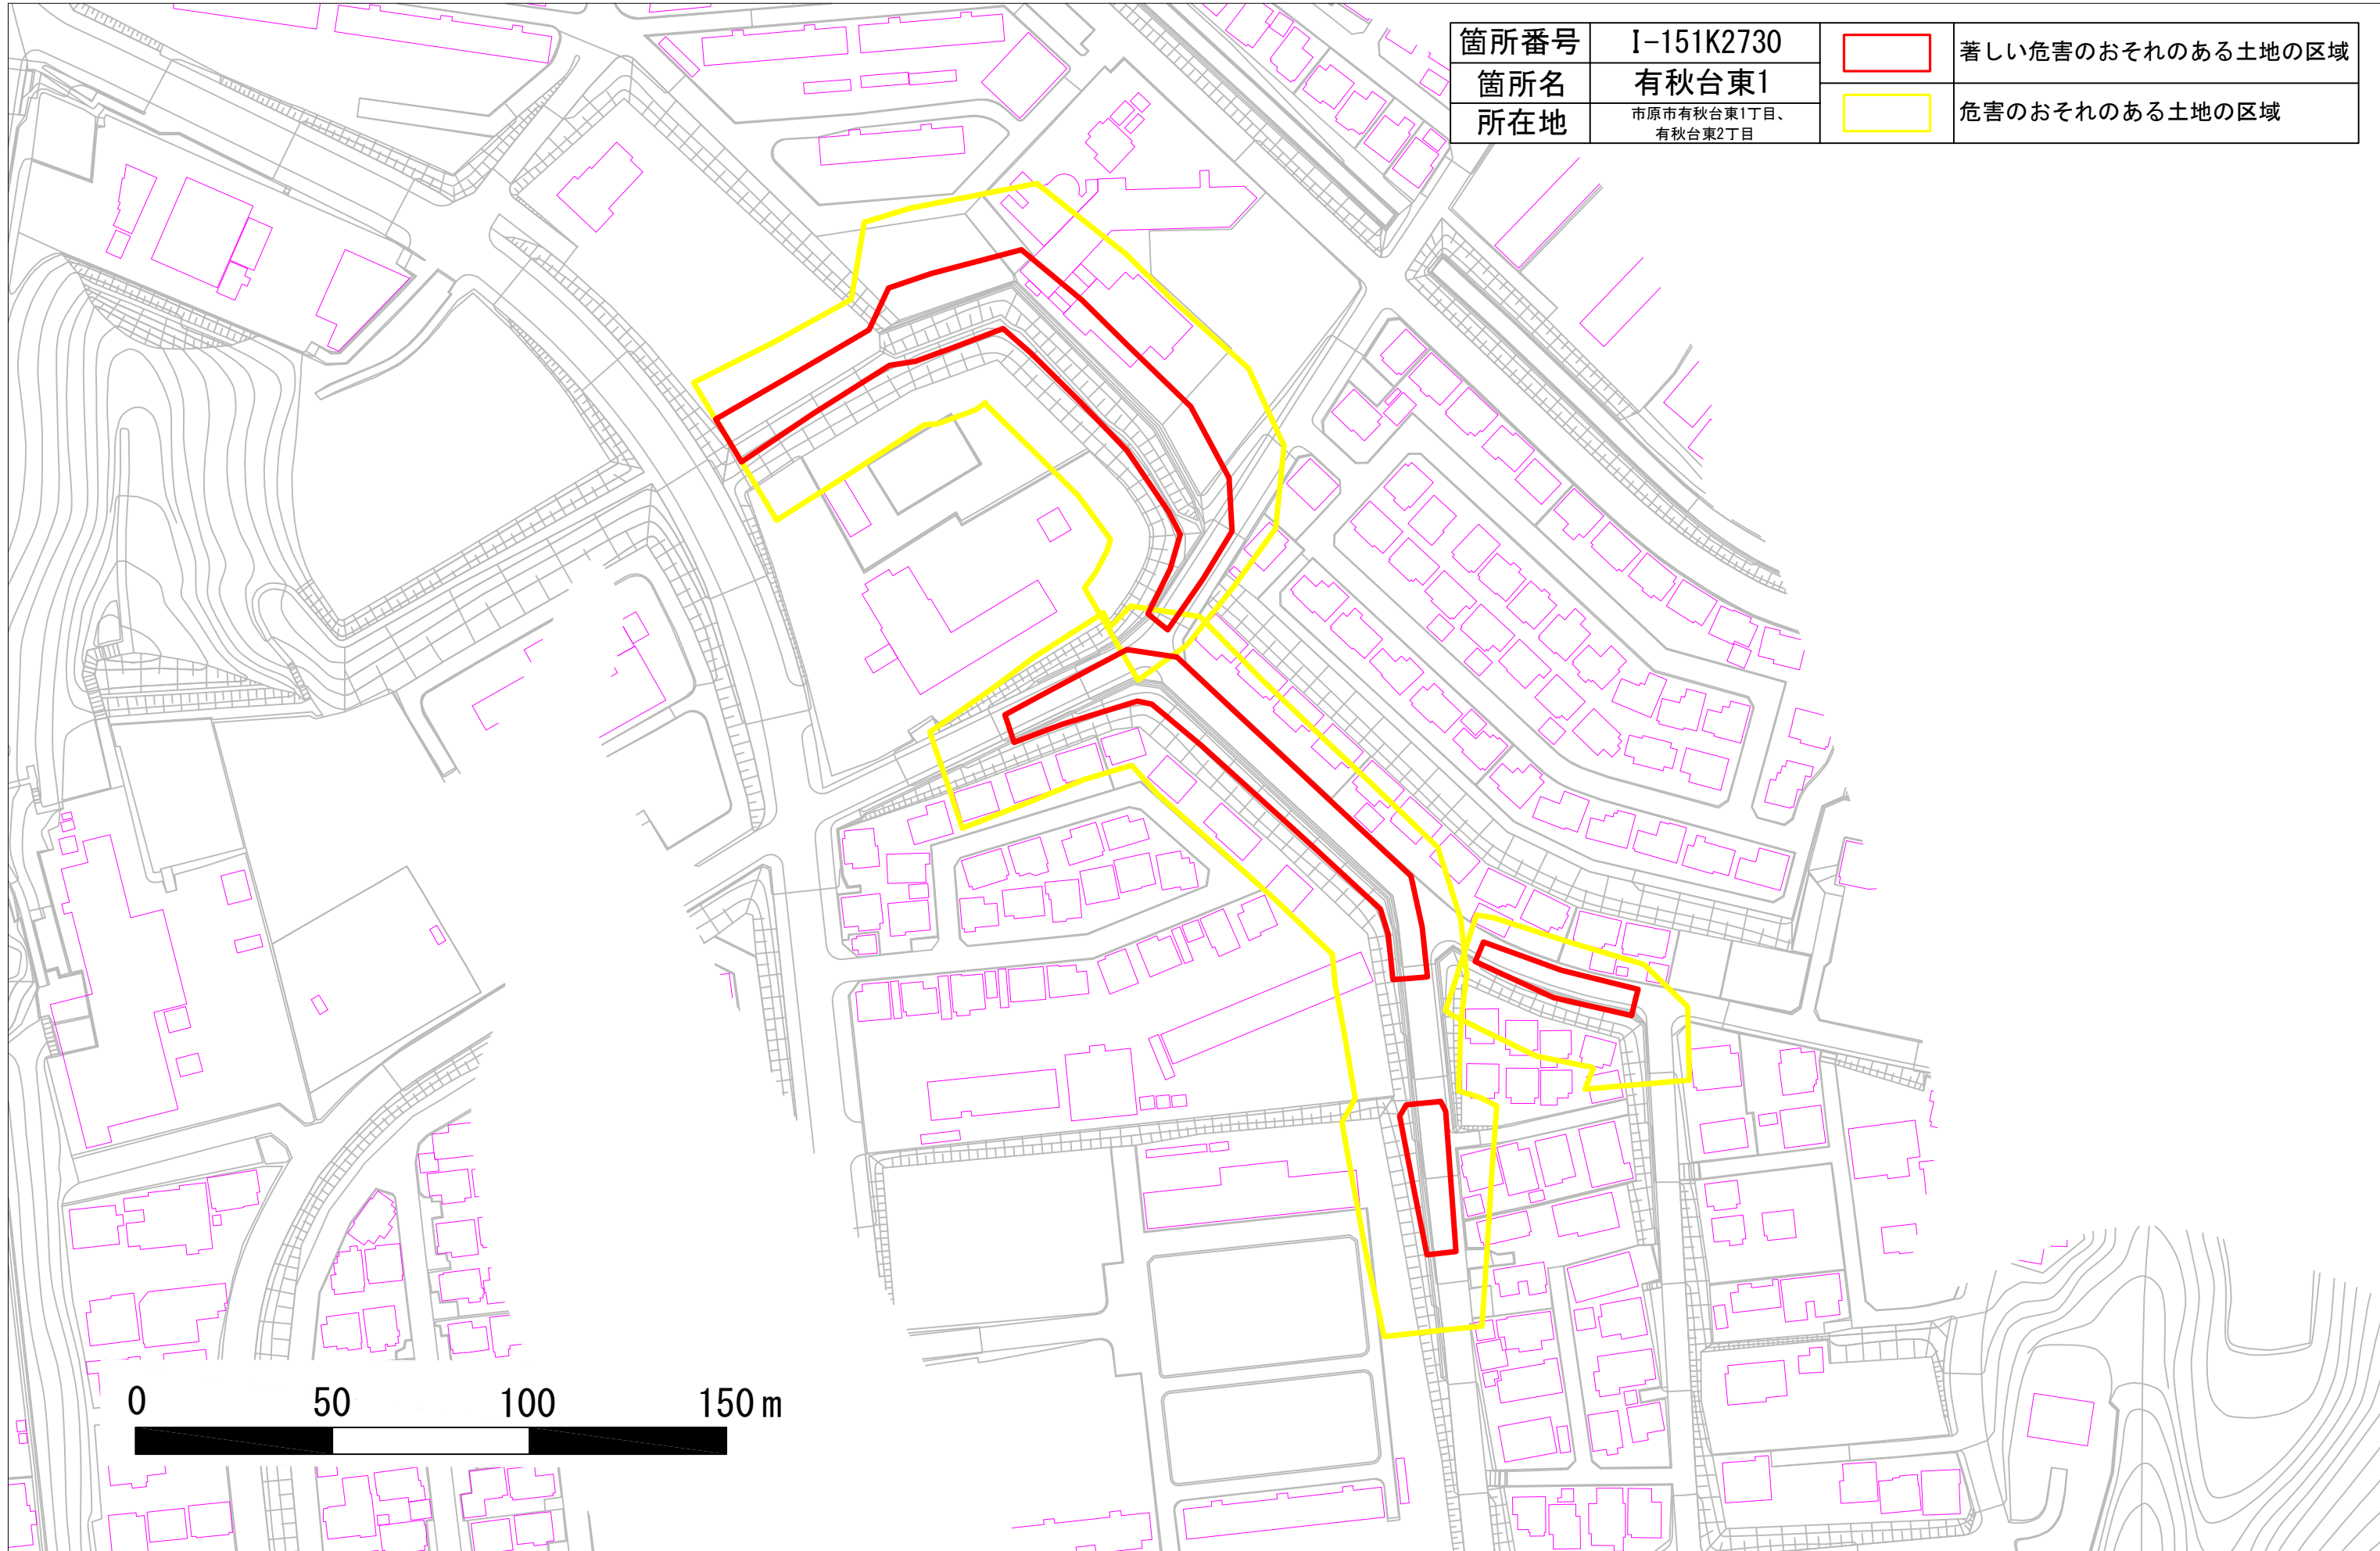 箇所番号 I-151K2730 著しい危害のおそれのある土地の区域
箇所名 有秋台東1
危害のおそれのある土地の区域
所在地 市原市有秋台東1丁目、
有秋台東2丁目
0 50 100 150m